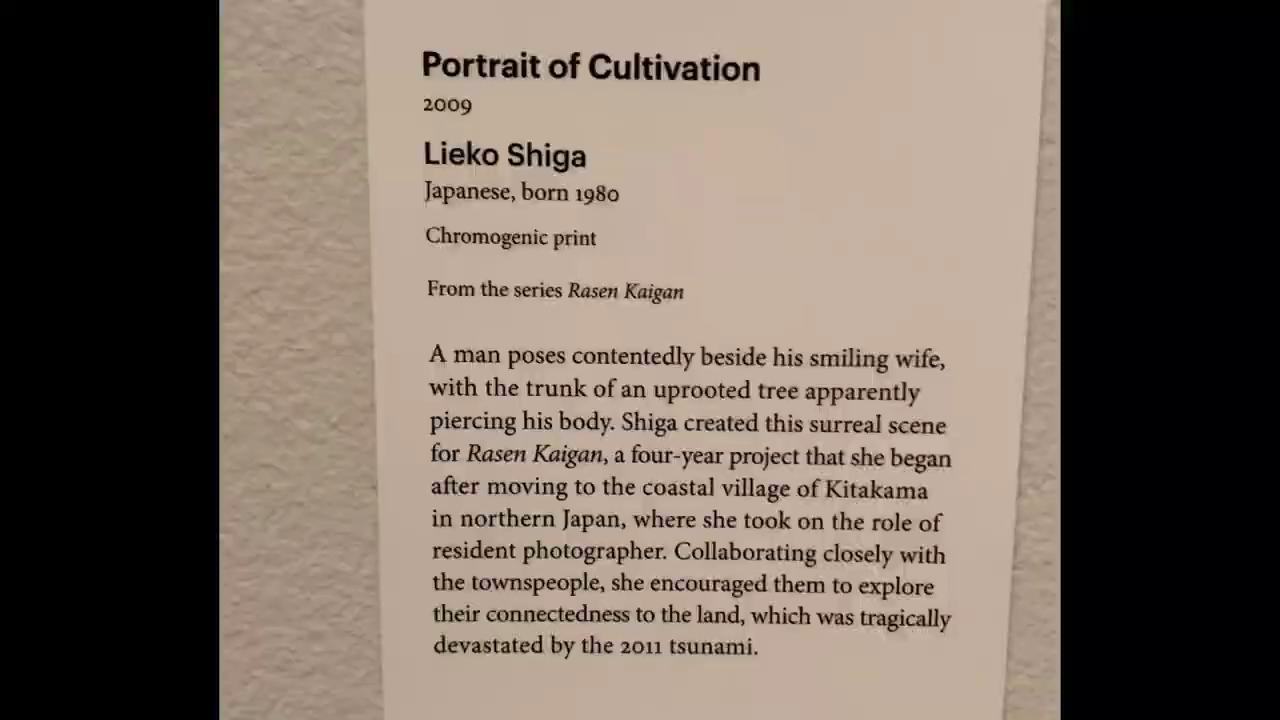 Portrait of Cultivation
2009
Lieko Shiga
Japanese, born 1980
Chromogenic print
From the series Rasen Kaigan
A man poses contentedly beside his smiling wife,
with the trunk of an uprooted tree apparently
piercing his body. Shiga created this surreal scene
for Rasen Kaigan, a four-year project that she began
after moving to the coastal village of Kitakama
in northern Japan, where she took on the role of
resident photographer. Collaborating closely with
the townspeople, she encouraged them to explore
their connectedness to the land, which was tragically
devastated by the 2011 tsunami.